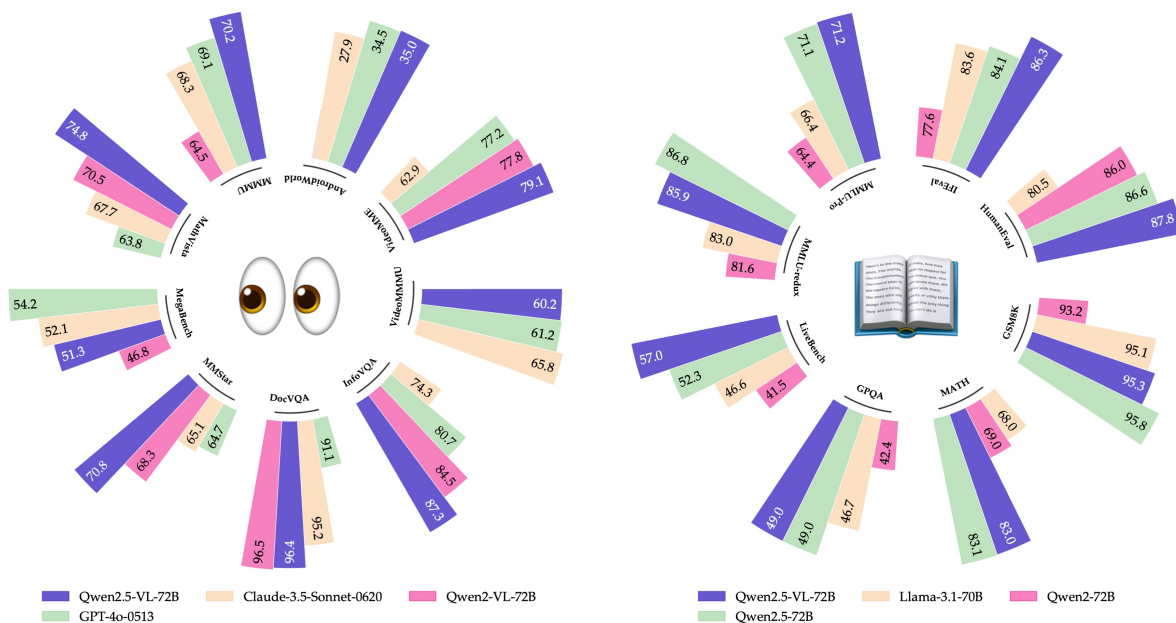 70.2
69.1
68.3
64.5
MMMU
27.9
34.5
35.0
AndroidWorld
77.2
77.8
79.1
62.9
VideoMME
74.8
70.5
67.7
63.8
MathVista
60.2
61.2
65.8
VideoMMMU
54.2
52.1
51.3
46.8
MegaBench
74.3
80.7
84.5
87.3
InfoVQA
70.8
68.3
65.1
64.7
MMStar
DocVQA
96.5
96.4
95.2
91.1
Qwen2.5-VL-72B
Claude-3.5-Sonnet-0620
Qwen2-VL-72B
GPT-4o-0513
71.1
71.2
66.4
64.4
MMLU-Pro
77.6
83.6
84.1
86.3
IFEval
80.5
86.0
86.6
87.8
HumanEval
86.8
85.9
83.0
81.6
MMLU-redux
93.2
95.1
95.3
95.8
GSM8K
57.0
52.3
46.6
41.5
LiveBench
68.0
69.0
83.0
83.1
MATH
GPQA
49.0
49.0
46.7
42.4
Qwen2.5-VL-72B
Llama-3.1-70B
Qwen2-72B
Qwen2.5-72B